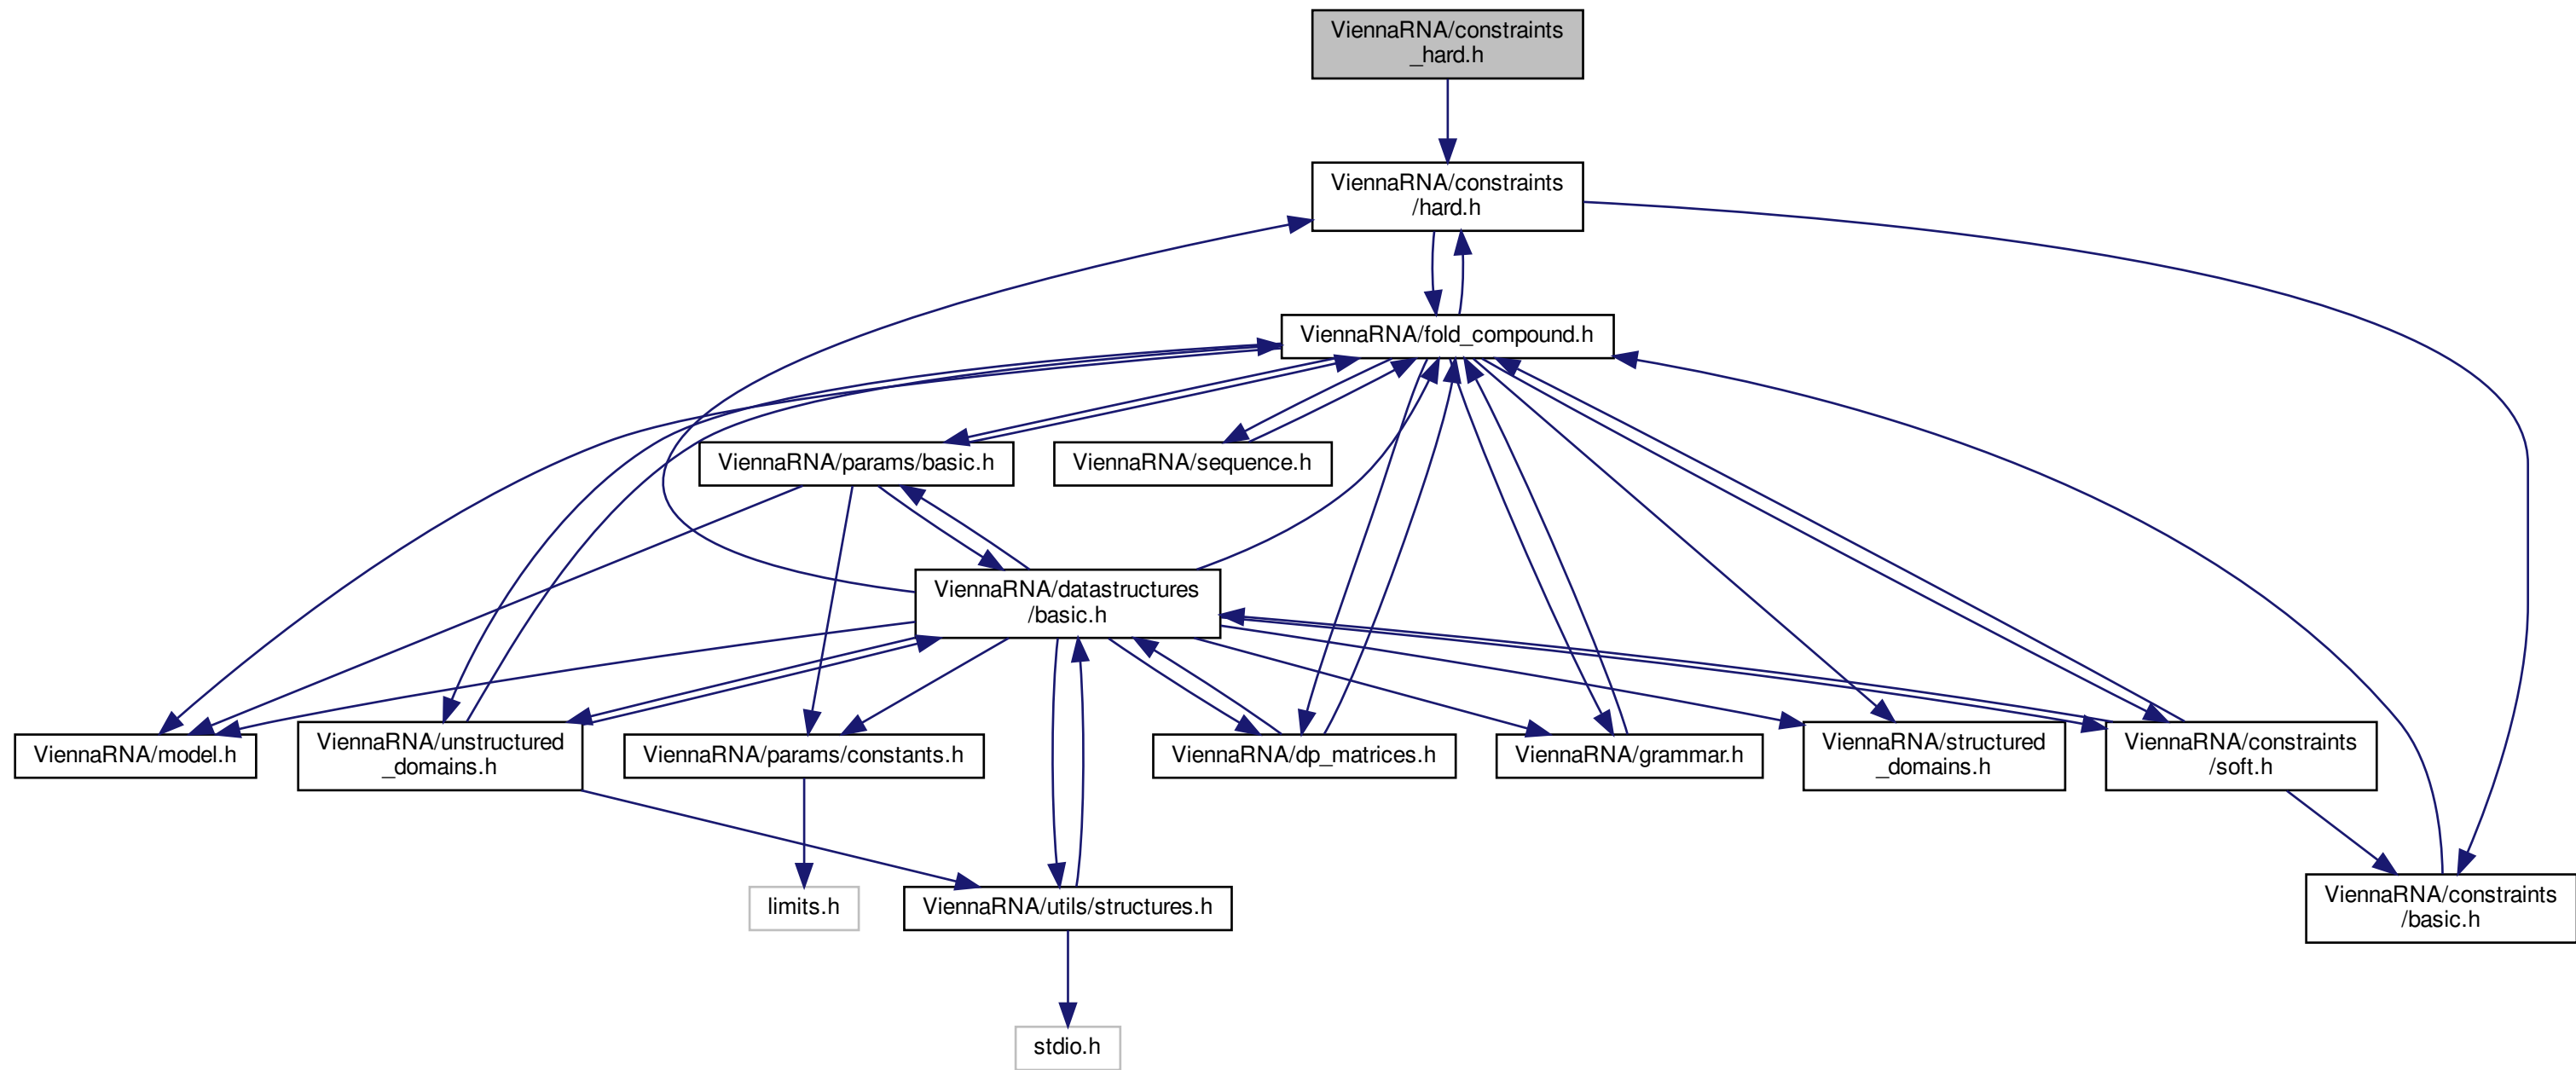 ViennaRNA/constraints
_hard.h
ViennaRNA/constraints
/hard.h
ViennaRNA/fold_compound.h
ViennaRNA/params/basic.h
ViennaRNA/sequence.h
ViennaRNA/datastructures
/basic.h
ViennaRNA/model.h
ViennaRNA/unstructured
_domains.h
ViennaRNA/params/constants.h
ViennaRNA/dp_matrices.h
ViennaRNA/grammar.h
ViennaRNA/structured
_domains.h
ViennaRNA/constraints
/soft.h
limits.h
ViennaRNA/utils/structures.h
ViennaRNA/constraints
/basic.h
stdio.h